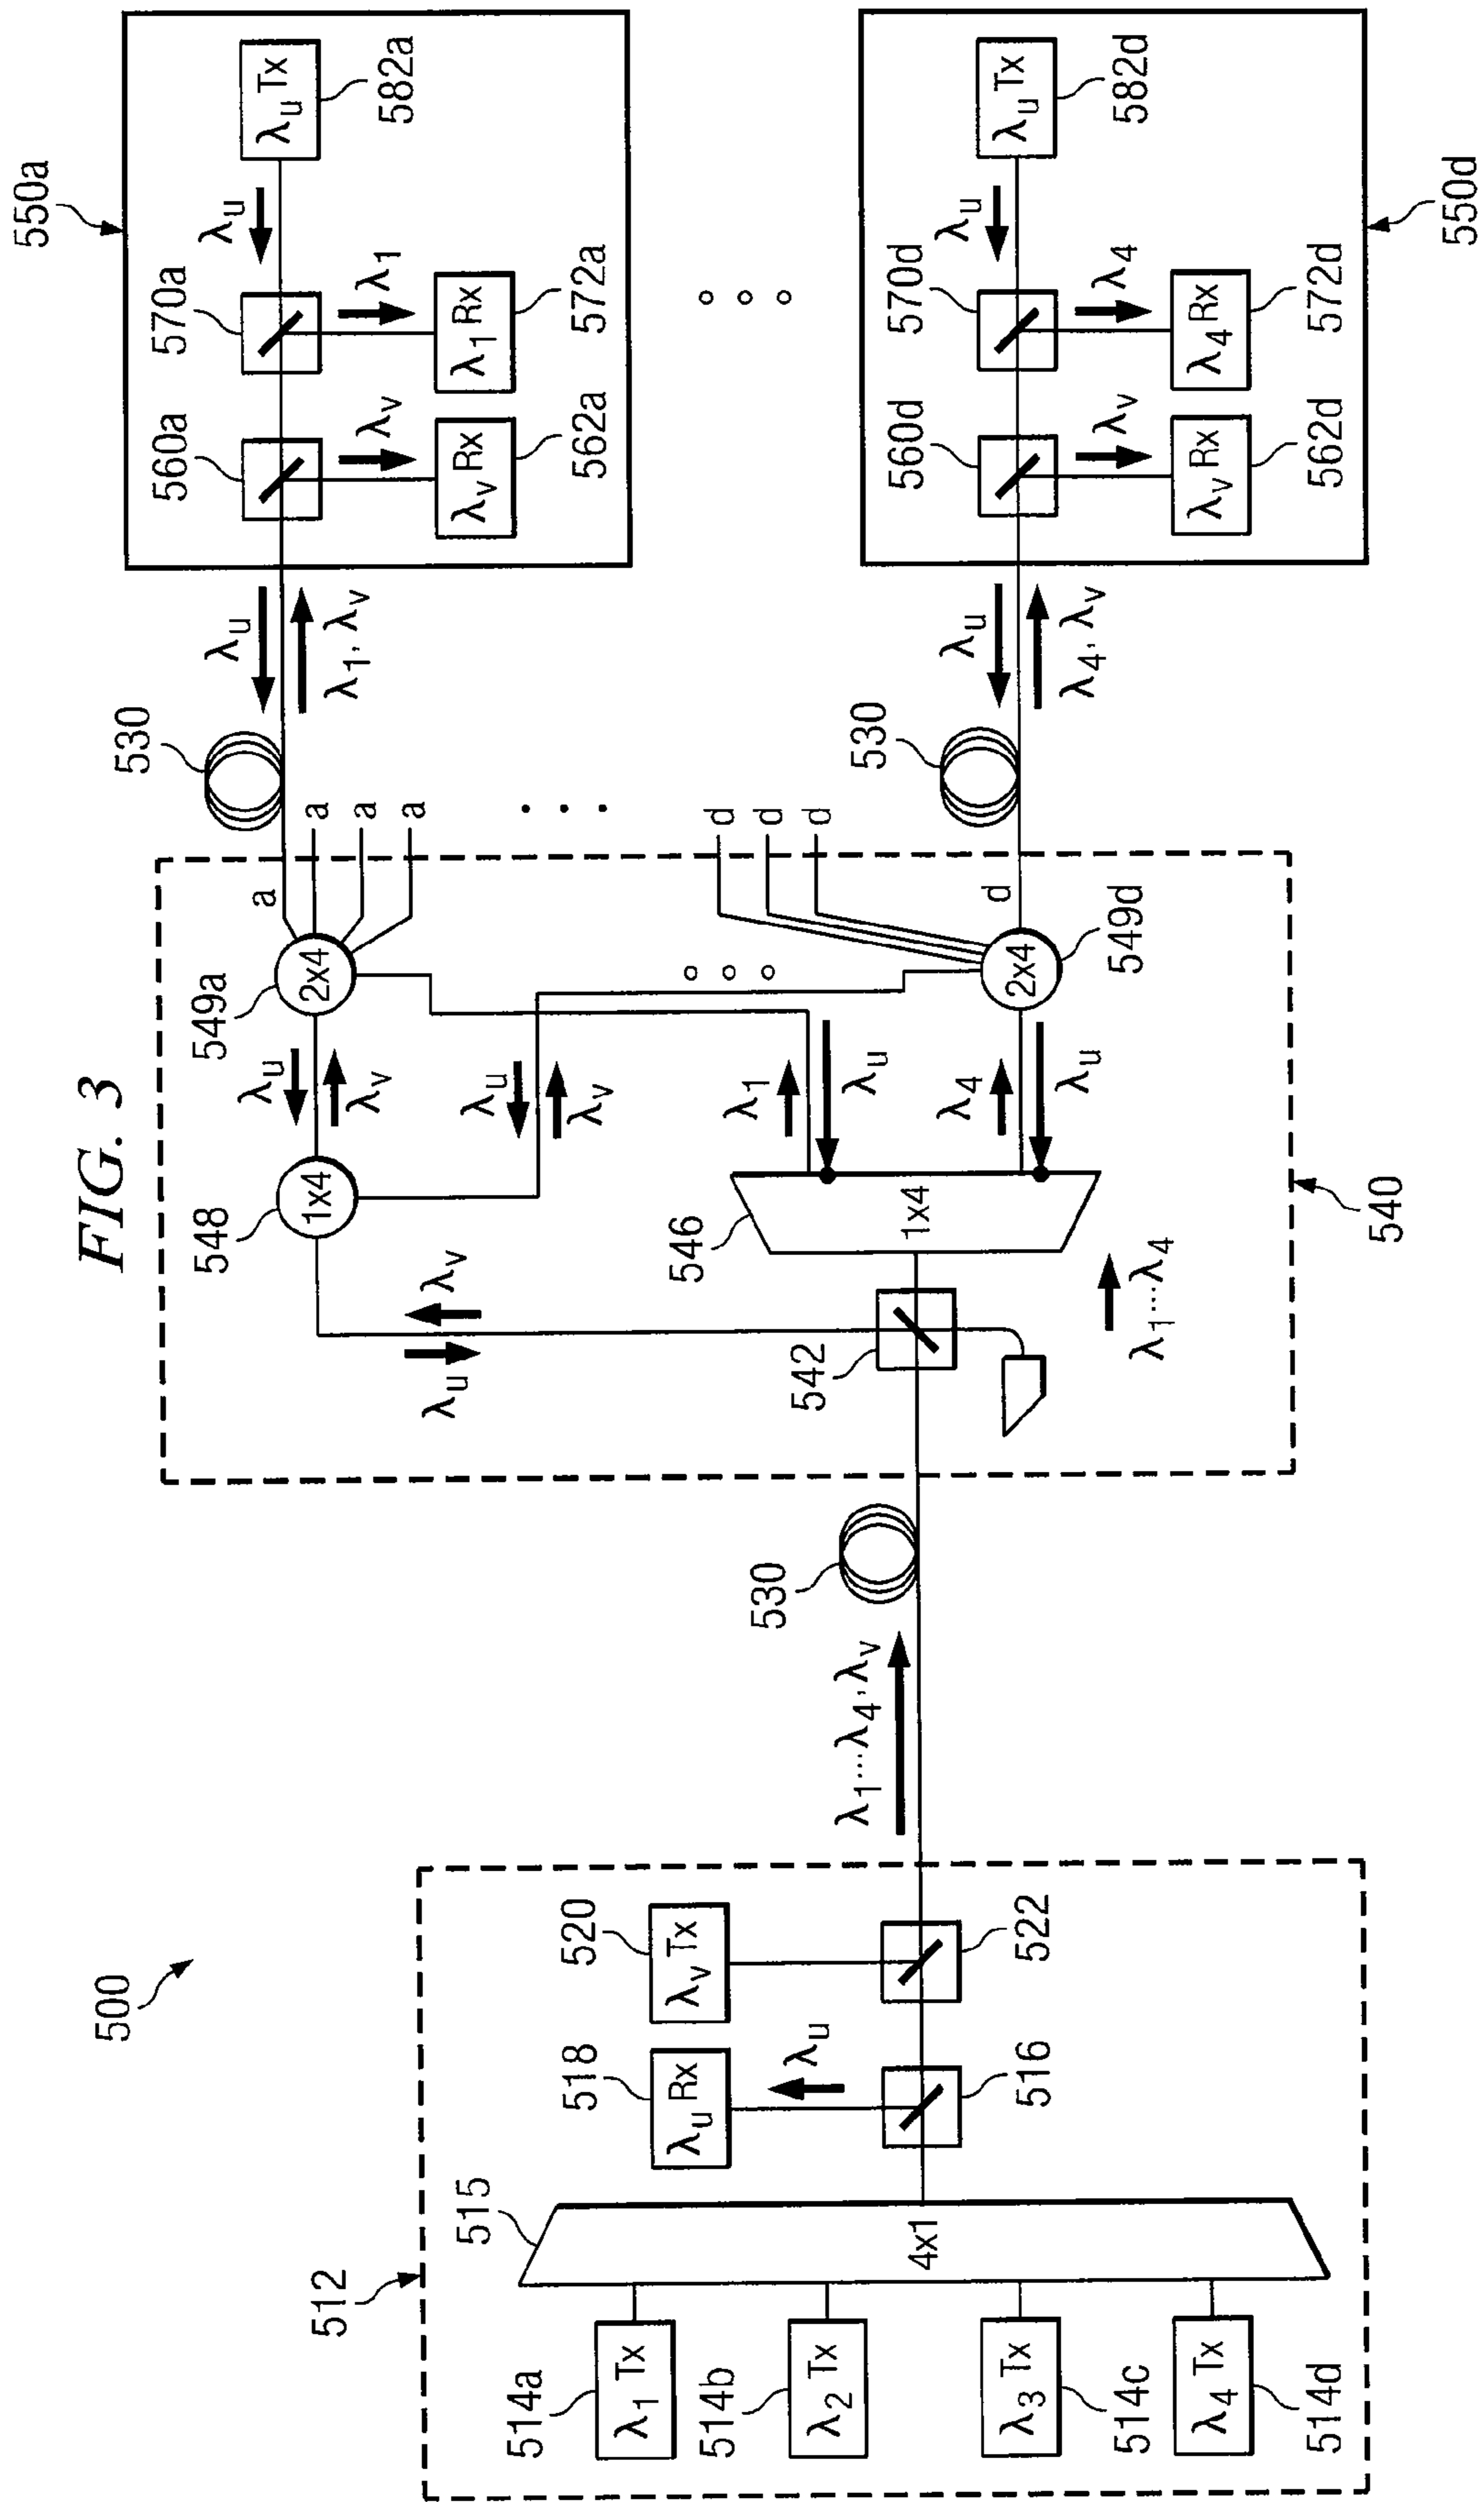 FIG. 3
500
512
514a
λ1 Tx
514b
λ2 Tx
514c
λ3 Tx
514d
λ4 Tx
515
4x1
518
λu Rx
λu
516
520
λv Tx
522
λ1...λ4, λv
530
540
542
λu
λv
λ1...λ4
546
1x4
548
1x4
λu
λv
λu
λv
λ1
λu
λ4
λu
549a
2x4
a
a
a
a
549d
2x4
d
d
d
d
530
λu
λ1, λv
530
λu
λ4, λv
550a
560a
λv
λv Rx
562a
570a
λ1
λ1 Rx
572a
λu
λu Tx
582a
550d
560d
λv
λv Rx
562d
570d
λ4
λ4 Rx
572d
λu
λu Tx
582d